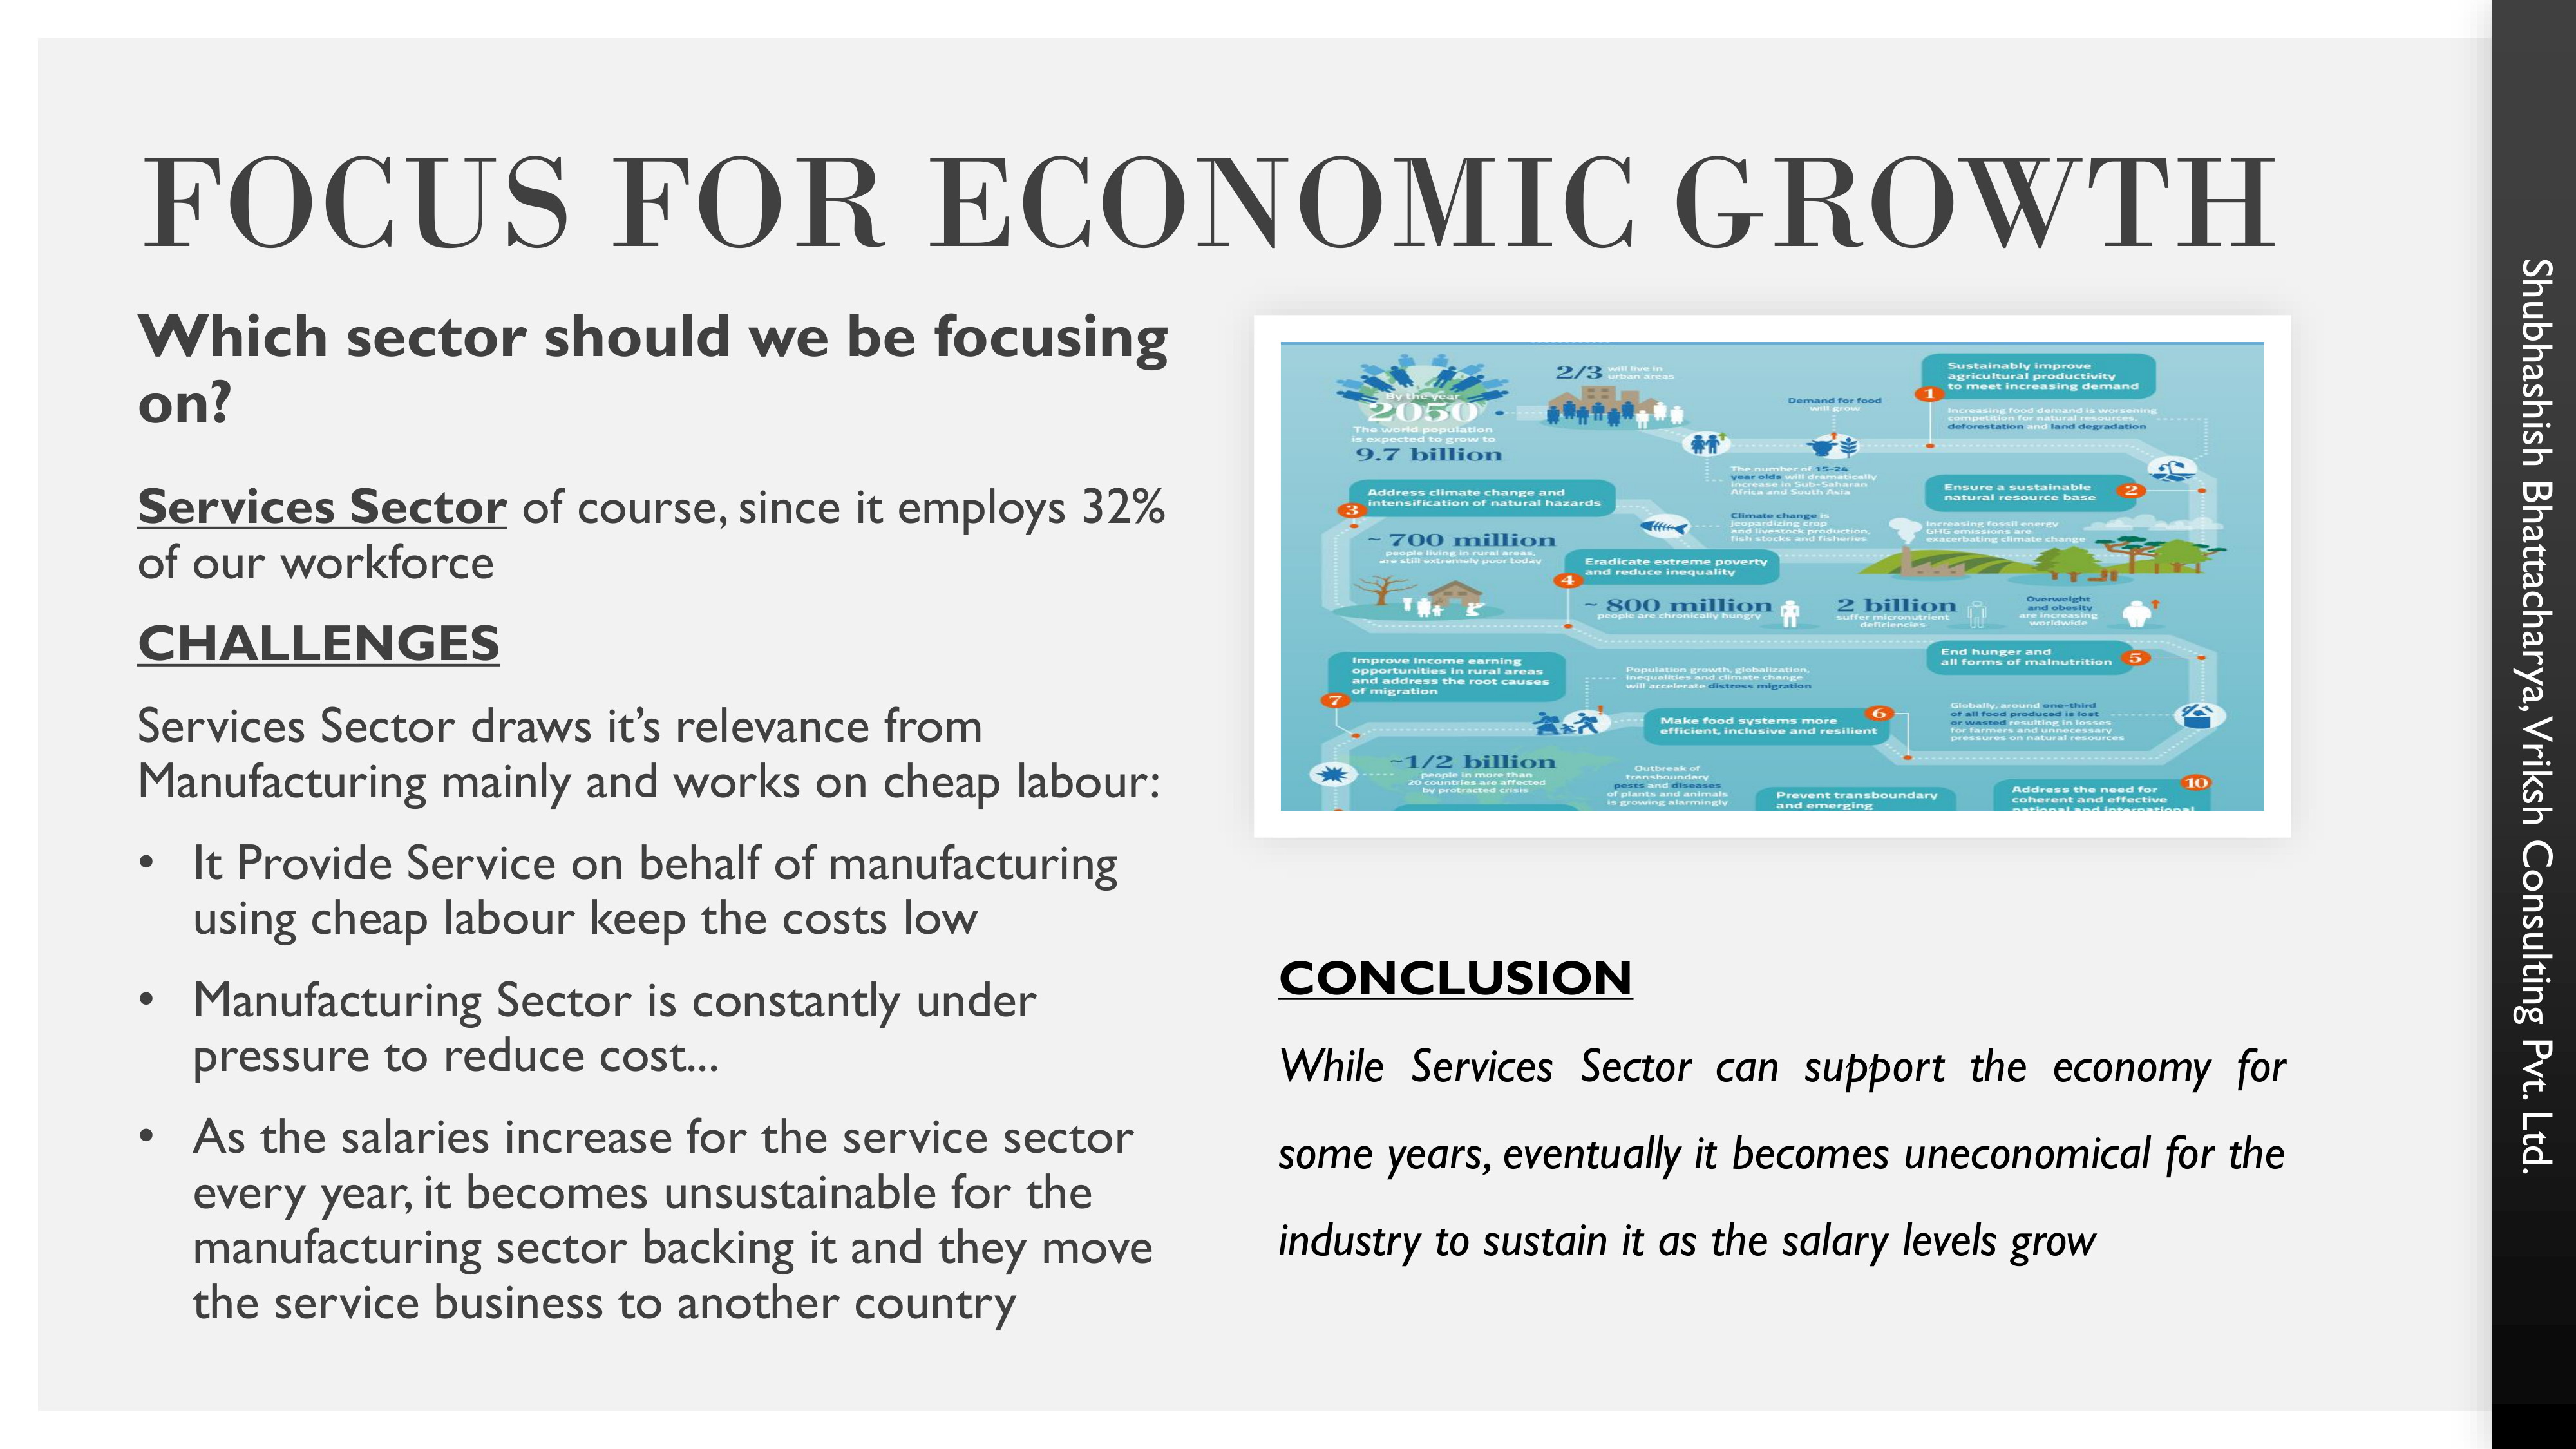 FOCUS FOR ECONOMIC GROWTH
Which sector should we be focusing
on?
Services Sector of course, since it employs 32%
of our workforce
CHALLENGES
Services Sector draws it’s relevance from
Manufacturing mainly and works on cheap labour:
• It Provide Service on behalf of manufacturing
using cheap labour keep the costs low
• Manufacturing Sector is constantly under
pressure to reduce cost...
• As the salaries increase for the service sector
every year, it becomes unsustainable for the
manufacturing sector backing it and they move
the service business to another country
By the year
2050
The world population
is expected to grow to
9.7 billion
2/3 will live in
urban areas
Demand for food
will grow
1
Sustainably improve
agricultural productivity
to meet increasing demand
Increasing food demand is worsening
competition for natural resources,
deforestation and land degradation
The number of 15-24
year olds will dramatically
increase in Sub-Saharan
Africa and South Asia
Ensure a sustainable
natural resource base
2
3
Address climate change and
intensification of natural hazards
Climate change is
jeopardizing crop
and livestock production,
fish stocks and fisheries
Increasing fossil energy
GHG emissions are
exacerbating climate change
~ 700 million
people living in rural areas,
are still extremely poor today
4
Eradicate extreme poverty
and reduce inequality
~ 800 million
people are chronically hungry
2 billion
suffer micronutrient
deficiencies
Overweight
and obesity
are increasing
worldwide
End hunger and
all forms of malnutrition
5
7
Improve income earning
opportunities in rural areas
and address the root causes
of migration
Population growth, globalization,
inequalities and climate change
will accelerate distress migration
Make food systems more
efficient, inclusive and resilient
6
Globally, around one-third
of all food produced is lost
or wasted resulting in losses
for farmers and unnecessary
pressures on natural resources
~1/2 billion
people in more than
20 countries are affected
by protracted crisis
Outbreak of
transboundary
pests and diseases
of plants and animals
is growing alarmingly
Prevent transboundary
and emerging
10
Address the need for
coherent and effective
national and international
CONCLUSION
While Services Sector can support the economy for
some years, eventually it becomes uneconomical for the
industry to sustain it as the salary levels grow
Shubhashish Bhattacharya, Vriksh Consulting Pvt. Ltd.